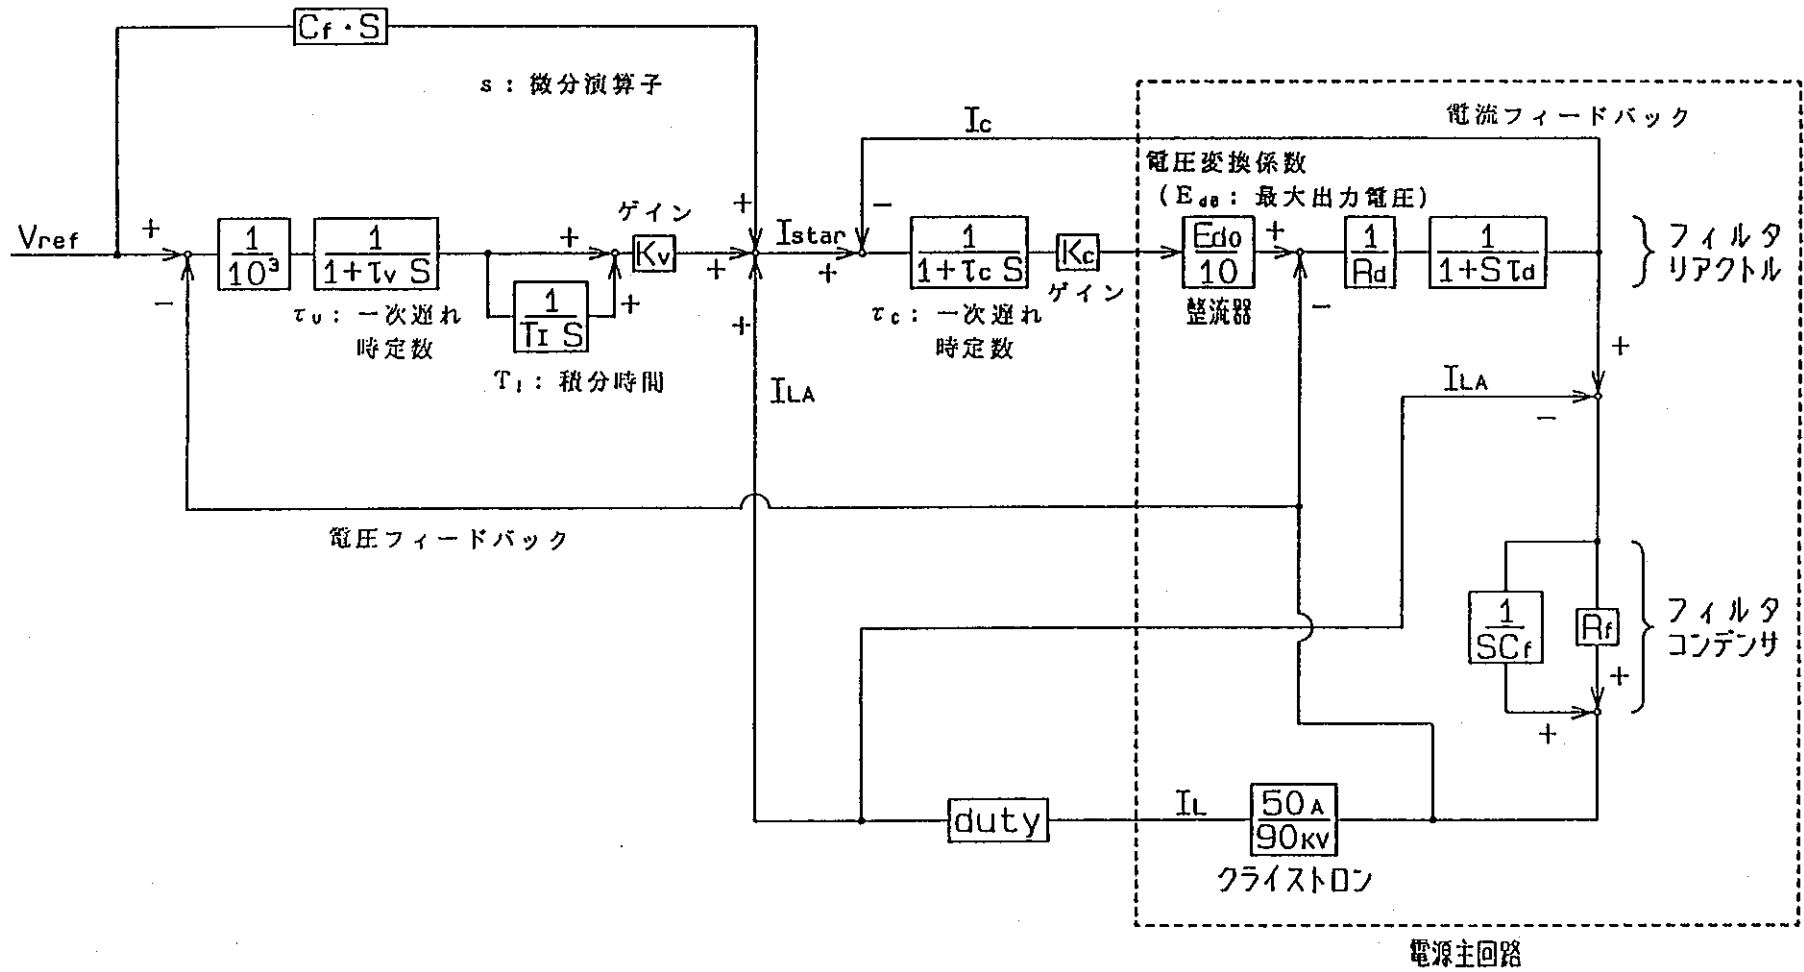 Cf・S
s：微分演算子
Ic
電流フィードバック
電圧変換係数
(Edo：最大出力電圧)
Vref
+
−
1
10³
1
1+τv S
τv：一次遅れ
時定数
+
1
TI S
+
TI：積分時間
ゲイン
Kv
+
+
+
Istar
+
−
1
1+τc S
τc：一次遅れ
時定数
Kc
ゲイン
Edo
10
整流器
+
−
1
Rd
1
1+Sτd
フィルタ
リアクトル
+
ILA
−
ILA
電圧フィードバック
1
SCf
Rf
+
+
フィルタ
コンデンサ
duty
IL
50A
90KV
クライストロン
電源主回路